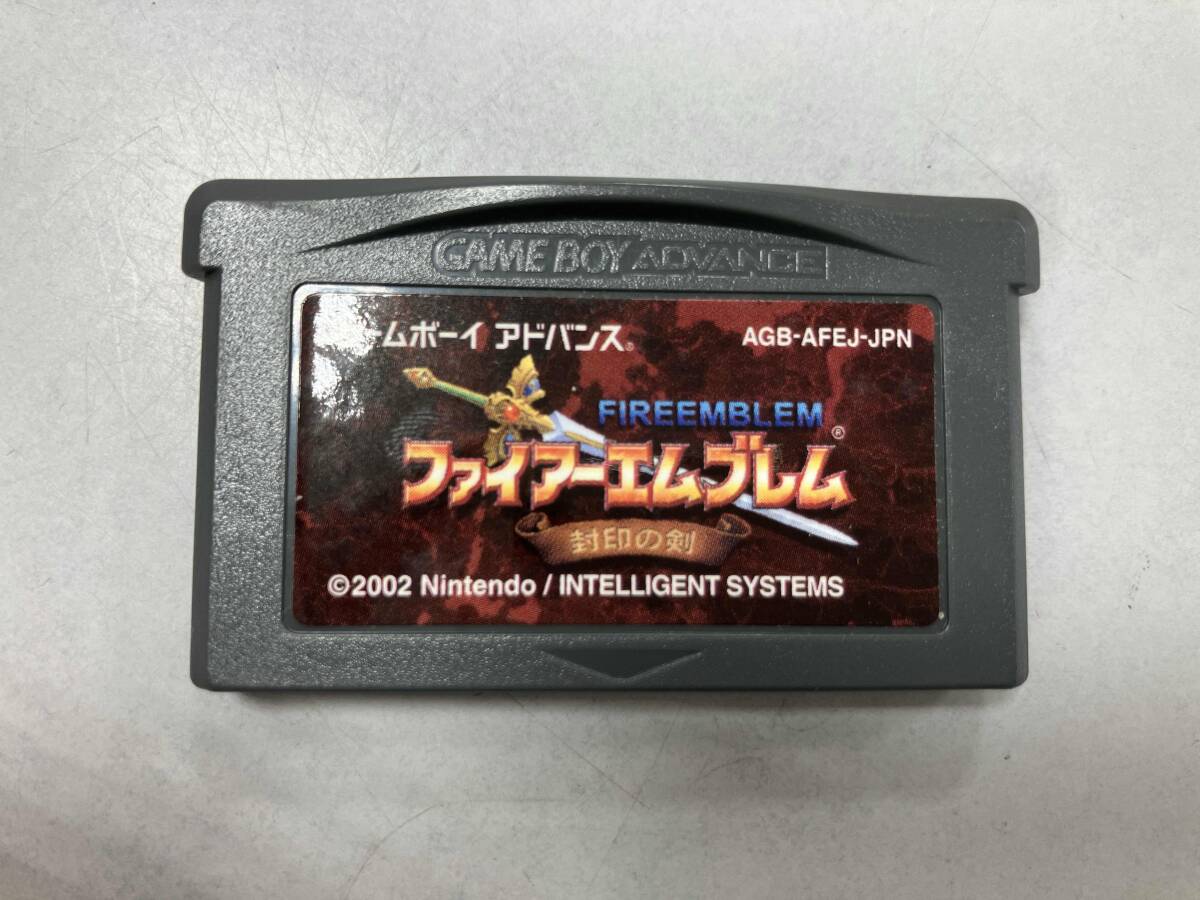 GAME BOY ADVANCE
ームボーイ アドバンス®
AGB-AFEJ-JPN
FIREEMBLEM
ファイアーエムブレム®
封印の剣
©2002 Nintendo / INTELLIGENT SYSTEMS